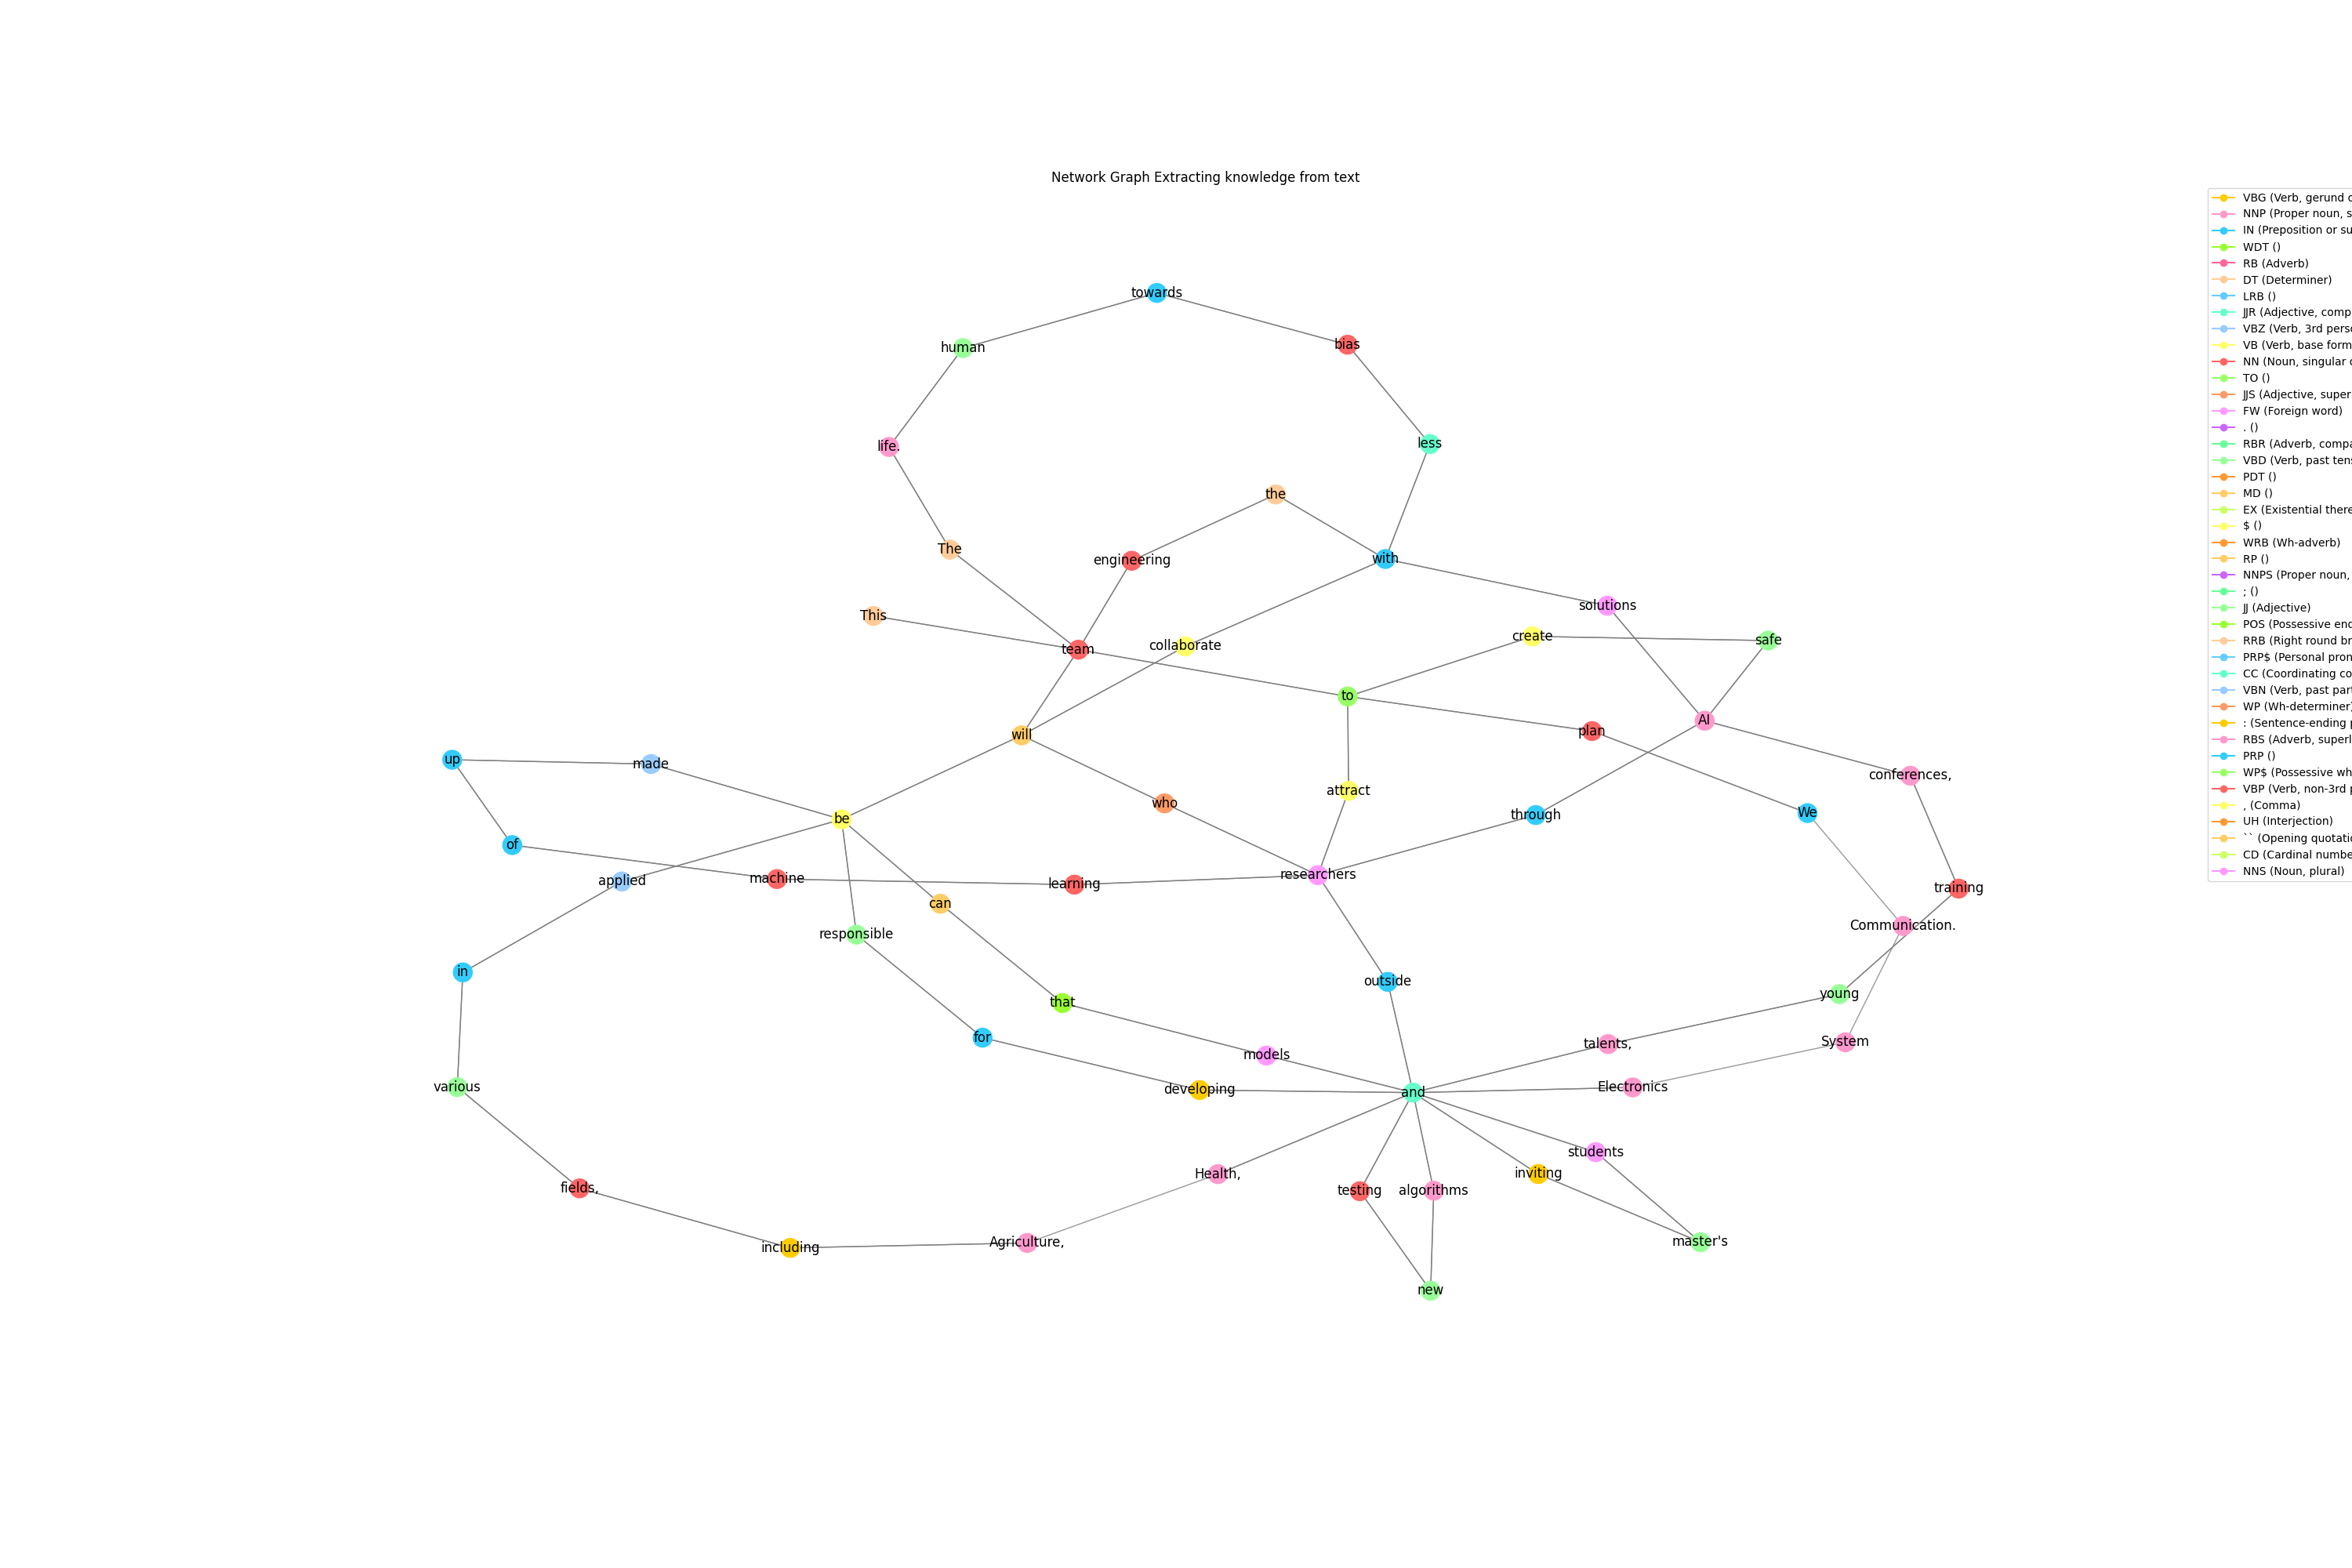 Network Graph Extracting knowledge from text
VBG (Verb, gerund o
NNP (Proper noun, s
IN (Preposition or su
WDT ()
RB (Adverb)
DT (Determiner)
LRB ()
JJR (Adjective, comp
VBZ (Verb, 3rd perso
VB (Verb, base form
NN (Noun, singular o
TO ()
JJS (Adjective, super
FW (Foreign word)
. ()
RBR (Adverb, compa
VBD (Verb, past tens
PDT ()
MD ()
EX (Existential there
$ ()
WRB (Wh-adverb)
RP ()
NNPS (Proper noun,
; ()
JJ (Adjective)
POS (Possessive end
RRB (Right round br
PRP$ (Personal pron
CC (Coordinating co
VBN (Verb, past part
WP (Wh-determiner)
: (Sentence-ending p
RBS (Adverb, superl
PRP ()
WP$ (Possessive wh
VBP (Verb, non-3rd p
, (Comma)
UH (Interjection)
`` (Opening quotatio
CD (Cardinal numbe
NNS (Noun, plural)
towards
bias
human
less
life.
the
The
engineering
with
solutions
This
create
safe
collaborate
team
to
AI
plan
will
up
made
conferences,
attract
who
We
through
be
of
researchers
machine
applied
learning
training
can
Communication.
responsible
in
outside
young
that
for
System
talents,
models
various
Electronics
developing
and
students
inviting
Health,
fields,
testing
algorithms
master's
Agriculture,
including
new